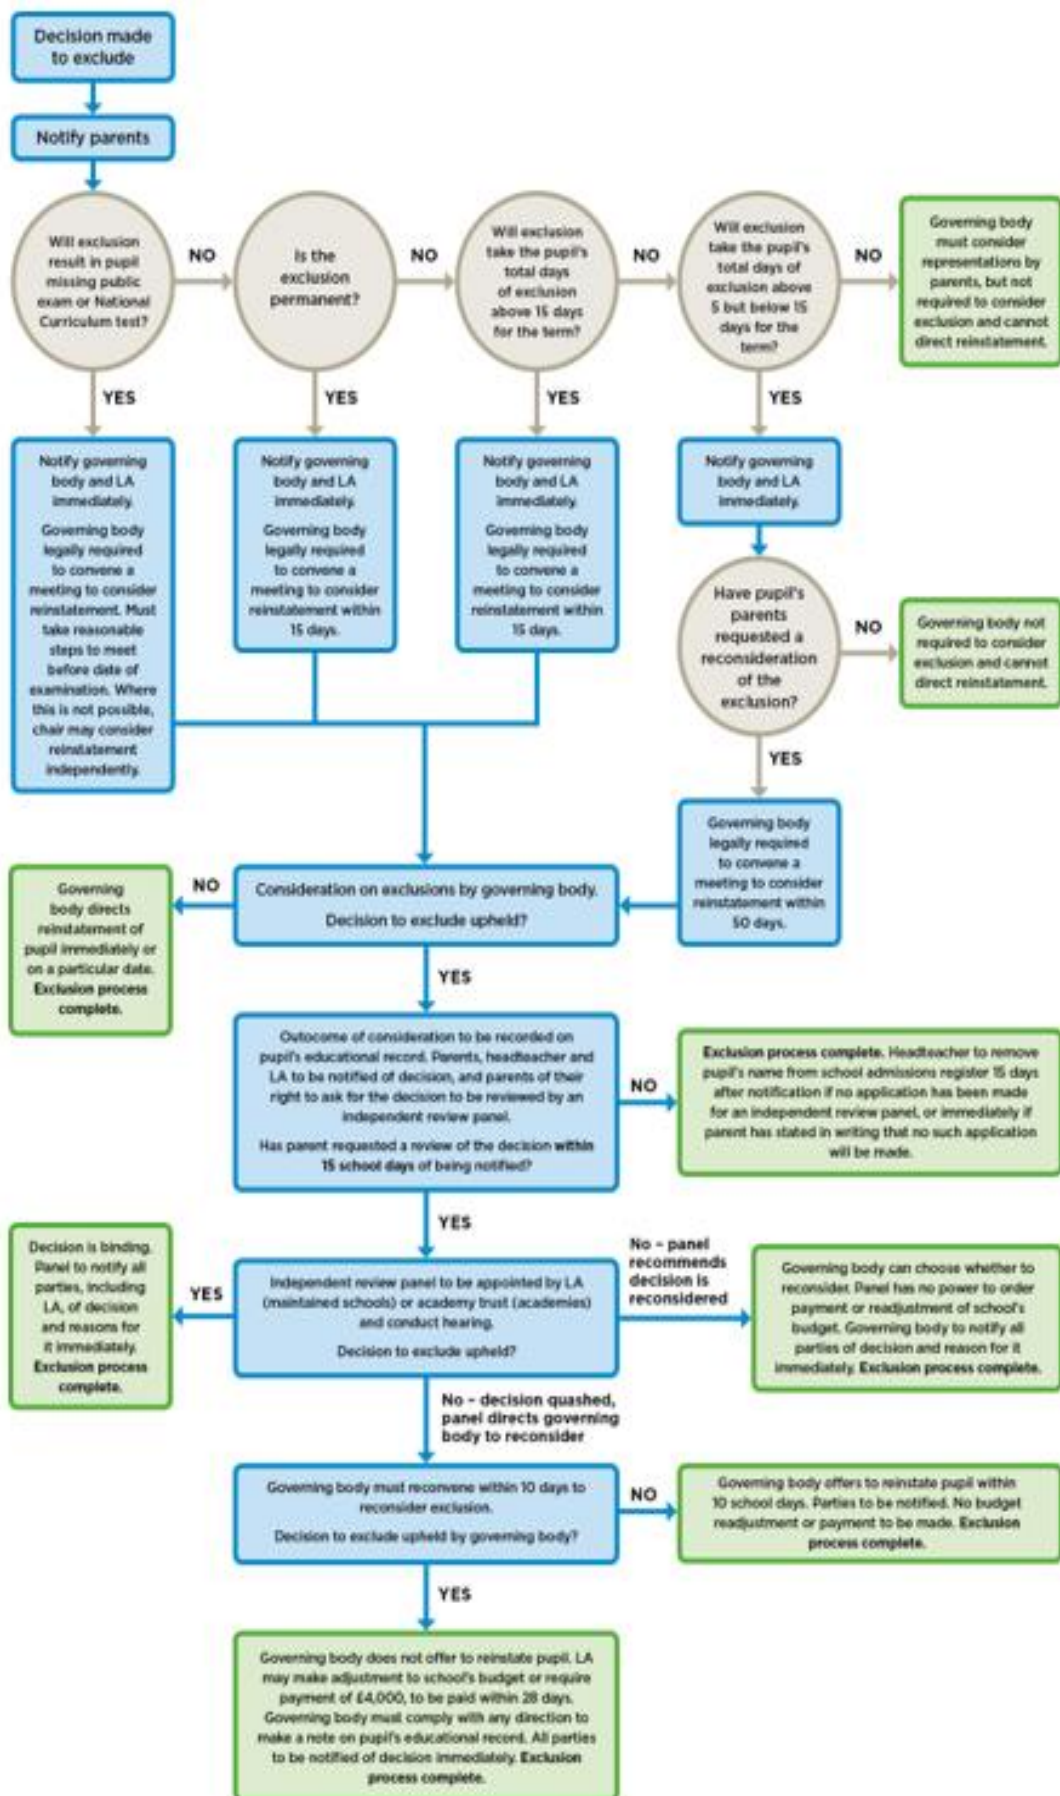 Decision made
to exclude
Notify parents
Will exclusion
result in pupil
missing public
exam or National
Curriculum test?
NO
Is the
exclusion
permanent?
NO
Will exclusion
take the pupil's
total days
of exclusion
above 15 days
for the term?
NO
Will exclusion
take the pupil's
total days of
exclusion above
5 but below 15
days for the
term?
NO
Governing body
must consider
representations by
parents, but not
required to consider
exclusion and cannot
direct reinstatement.
YES
YES
YES
YES
Notify governing
body and LA
immediately.
Governing body
legally required
to convene a
meeting to consider
reinstatement. Must
take reasonable
steps to meet
before date of
examination. Where
this is not possible,
chair may consider
reinstatement
independently.
Notify governing
body and LA
immediately.
Governing body
legally required
to convene a
meeting to consider
reinstatement within
15 days.
Notify governing
body and LA
immediately.
Governing body
legally required
to convene a
meeting to consider
reinstatement within
15 days.
Notify governing
body and LA
immediately.
Have pupil's
parents
requested a
reconsideration
of the
exclusion?
NO
Governing body not
required to consider
exclusion and cannot
direct reinstatement.
YES
Governing body
legally required
to convene a
meeting to consider
reinstatement within
50 days.
Governing
body directs
reinstatement of
pupil immediately or
on a particular date.
Exclusion process
complete.
NO
Consideration on exclusions by governing body.
Decision to exclude upheld?
YES
Outocome of consideration to be recorded on
pupil's educational record. Parents, headteacher and
LA to be notified of decision, and parents of their
right to ask for the decision to be reviewed by an
independent review panel.
Has parent requested a review of the decision within
15 school days of being notified?
NO
Exclusion process complete. Headteacher to remove
pupil's name from school admissions register 15 days
after notification if no application has been made
for an independent review panel, or immediately if
parent has stated in writing that no such application
will be made.
YES
Decision is binding.
Panel to notify all
parties, including
LA, of decision
and reasons for
it immediately.
Exclusion process
complete.
YES
Independent review panel to be appointed by LA
(maintained schools) or academy trust (academies)
and conduct hearing.
Decision to exclude upheld?
No – panel
recommends
decision is
reconsidered
Governing body can choose whether to
reconsider. Panel has no power to order
payment or readjustment of school's
budget. Governing body to notify all
parties of decision and reason for it
immediately. Exclusion process complete.
No – decision quashed,
panel directs governing
body to reconsider
Governing body must reconvene within 10 days to
reconsider exclusion.
Decision to exclude upheld by governing body?
NO
Governing body offers to reinstate pupil within
10 school days. Parties to be notified. No budget
readjustment or payment to be made. Exclusion
process complete.
YES
Governing body does not offer to reinstate pupil. LA
may make adjustment to school's budget or require
payment of £4,000, to be paid within 28 days.
Governing body must comply with any direction to
make a note on pupil's educational record. All parties
to be notified of decision immediately. Exclusion
process complete.